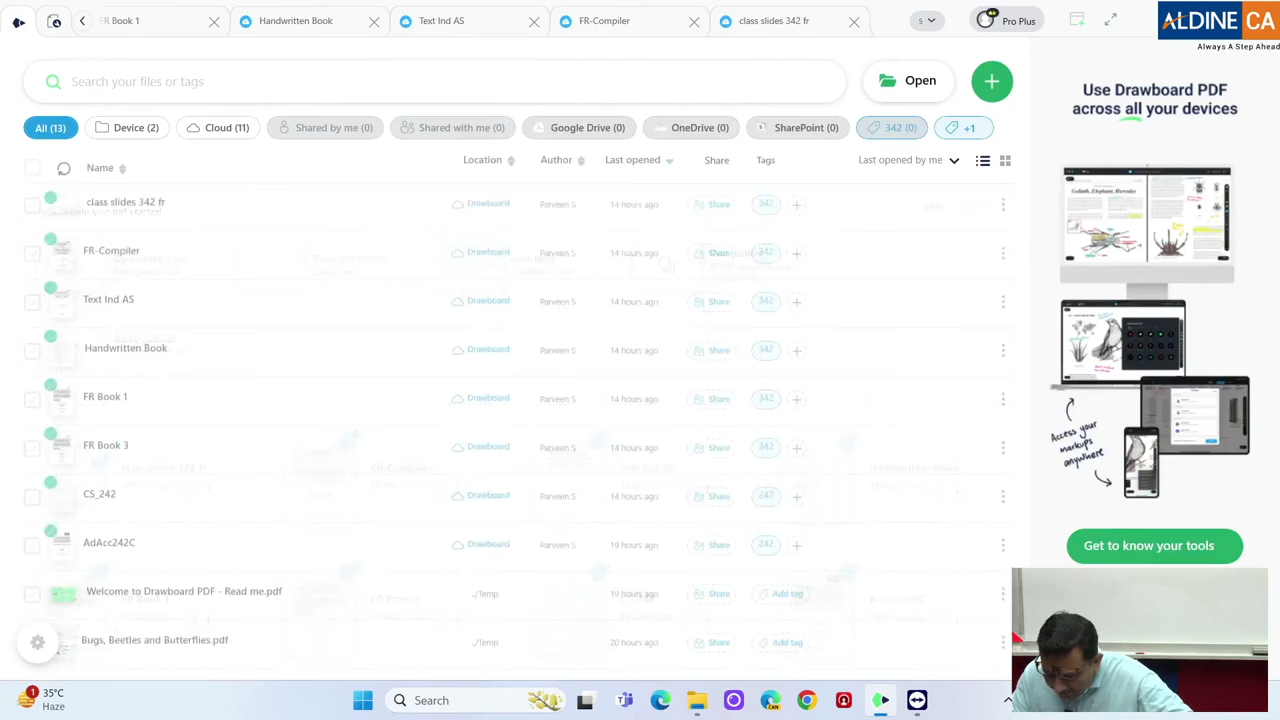 FR Book 1
Handwritten Book
Text Ind AS
FR-Compiler
class slides 342 fr
S
Pro Plus
ALDINE CA
Always A Step Ahead
Search your files or tags
Open
All (13)
Device (2)
Cloud (11)
Shared by me (0)
Shared with me (0)
Google Drive (0)
OneDrive (0)
SharePoint (0)
342 (0)
+1
Name
Location
Author
Last opened
Share
Tags
Last opened by me
class slides 342 fr
Drawboard
Parveen S
14 hours ago
Share
342
FR-Compiler
Drawboard
Parveen S
14 hours ago
Share
342
Text Ind AS
Drawboard
Parveen S
14 hours ago
Share
342
Handwritten Book
Drawboard
Parveen S
14 hours ago
Share
342
FR Book 1
Drawboard
Parveen S
14 hours ago
Share
342
FR Book 3
Drawboard
Parveen S
14 hours ago
Share
342
CS_242
Drawboard
Parveen S
14 hours ago
Share
242
AdAcc242C
Drawboard
Parveen S
19 hours ago
Share
242
Welcome to Drawboard PDF - Read me.pdf
../Temp
19 hours ago
Share
Add tag
Bugs, Beetles and Butterflies.pdf
../Temp
20 hours ago
Share
Add tag
Use Drawboard PDF
across all your devices
Goliath, Elephant, Hercules
Access your
markups
anywhere
Get to know your tools
1
35°C
Haze
Search